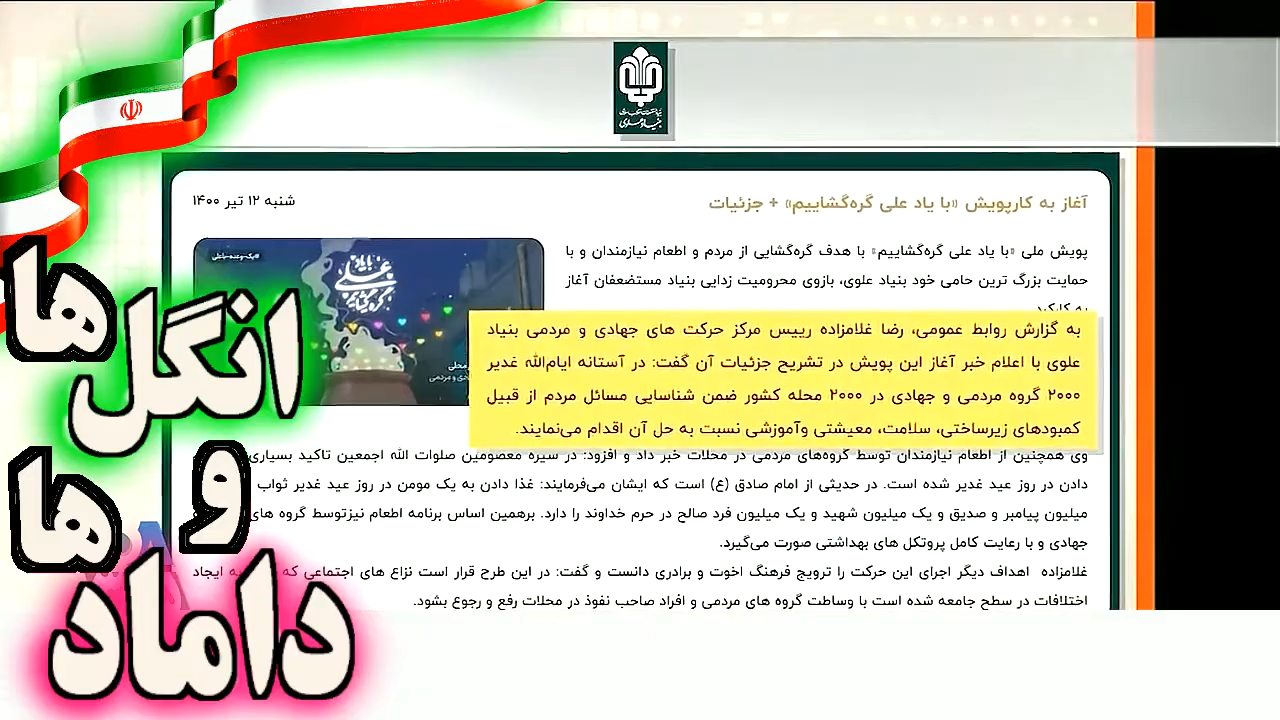 بنیاد علوی
آغاز به کارپویش «با یاد علی گره‌گشاییم» + جزئیات
شنبه ۱۲ تیر ۱۴۰۰
پویش ملی «با یاد علی گره‌گشاییم» با هدف گره‌گشایی از مردم و اطعام نیازمندان و با
حمایت بزرگ ترین حامی خود بنیاد علوی، بازوی محرومیت زدایی بنیاد مستضعفان آغاز
به کارکرد
با یاد
علی
گره گشاییم
به گزارش روابط عمومی، رضا غلامزاده رییس مرکز حرکت های جهادی و مردمی بنیاد
علوی با اعلام خبر آغاز این پویش در تشریح جزئیات آن گفت: در آستانه ایام‌الله غدیر
۲۰۰۰ گروه مردمی و جهادی در ۲۰۰۰ محله کشور ضمن شناسایی مسائل مردم از قبیل
کمبودهای زیرساختی، سلامت، معیشتی وآموزشی نسبت به حل آن اقدام می‌نمایند.
وی همچنین از اطعام نیازمندان توسط گروه‌های مردمی در محلات خبر داد و افزود: در سیره معصومین صلوات الله اجمعین تاکید بسیاری
دادن در روز عید غدیر شده است. در حدیثی از امام صادق (ع) است که ایشان می‌فرمایند: غذا دادن به یک مومن در روز عید غدیر ثواب
میلیون پیامبر و صدیق و یک میلیون شهید و یک میلیون فرد صالح در حرم خداوند را دارد. برهمین اساس برنامه اطعام نیزتوسط گروه های
جهادی و با رعایت کامل پروتکل های بهداشتی صورت می‌گیرد.
غلامزاده اهداف دیگر اجرای این حرکت را ترویج فرهنگ اخوت و برادری دانست و گفت: در این طرح قرار است نزاع های اجتماعی که ایجاد
اختلافات در سطح جامعه شده است با وساطت گروه های مردمی و افراد صاحب نفوذ در محلات رفع و رجوع بشود.
انگل ها
و
داماد ها